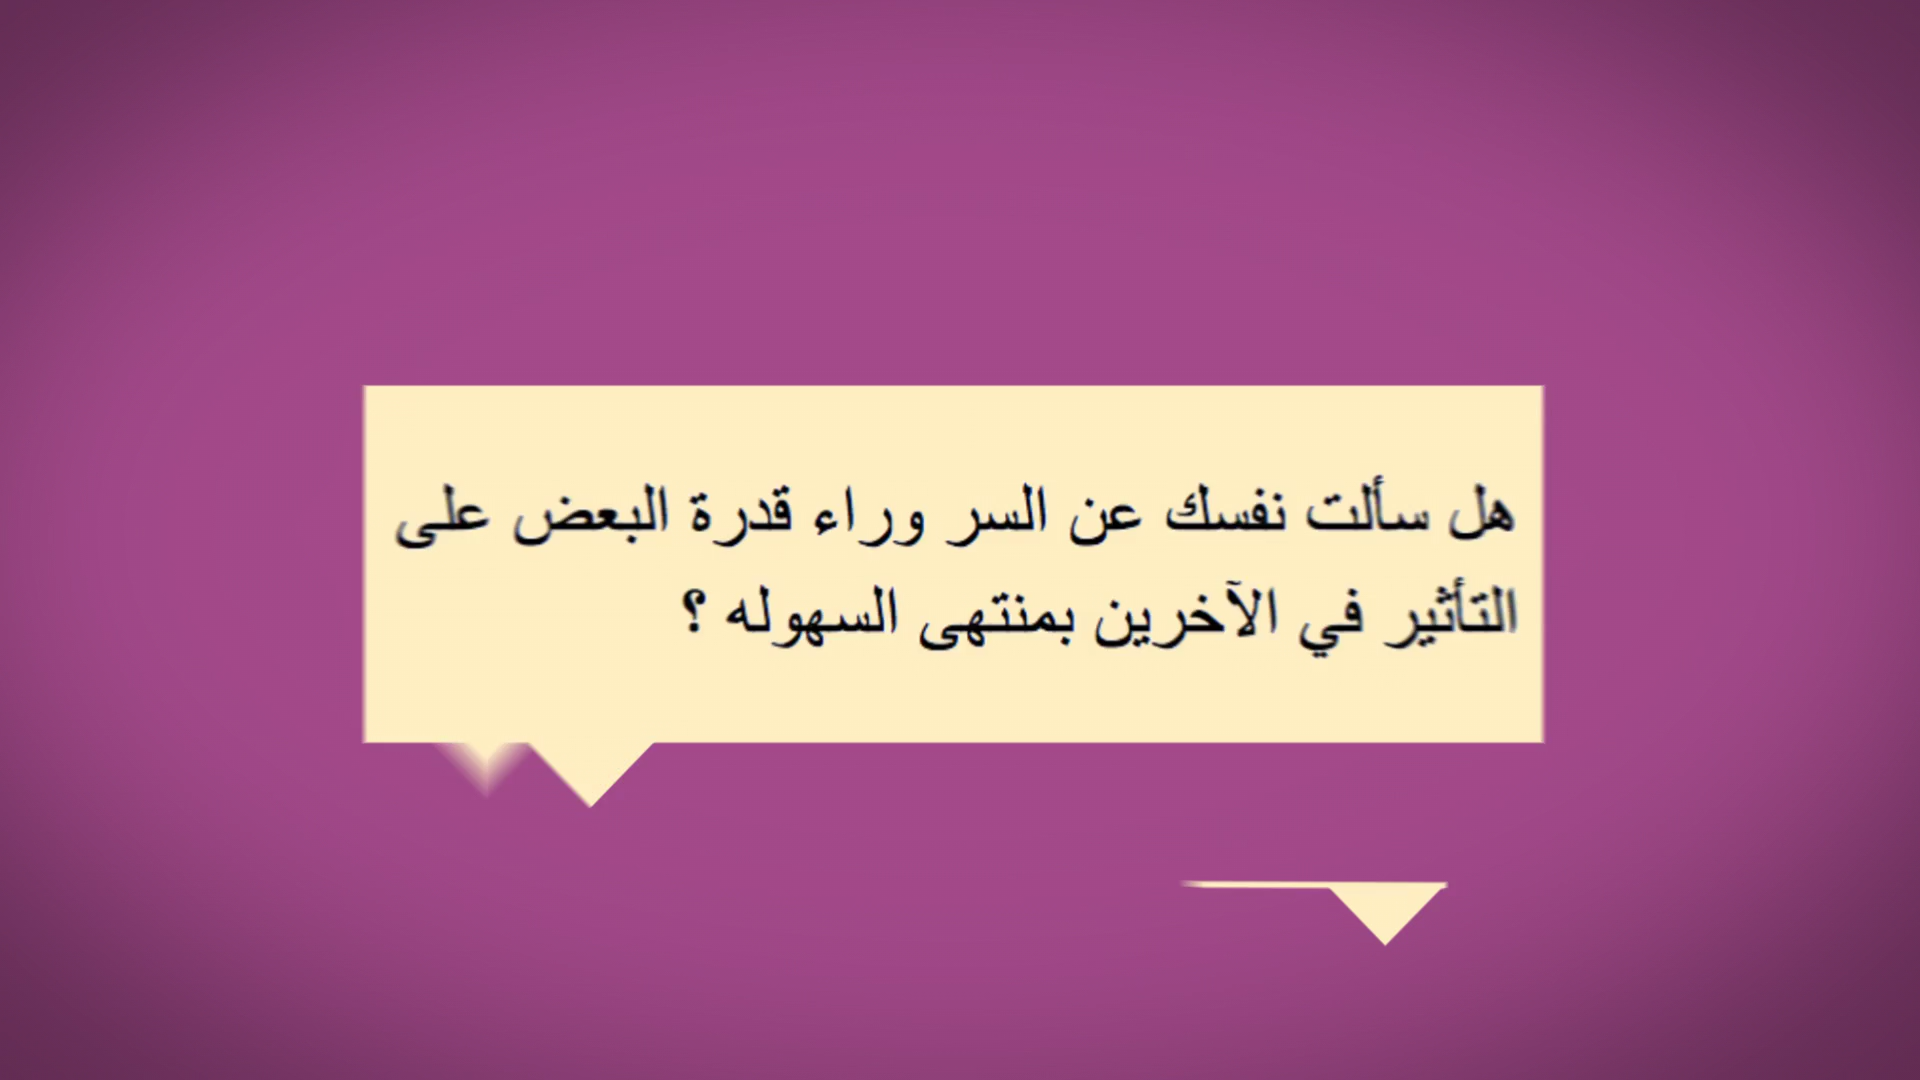 هل سألت نفسك عن السر وراء قدرة البعض على
التأثير في الآخرين بمنتهى السهوله ؟